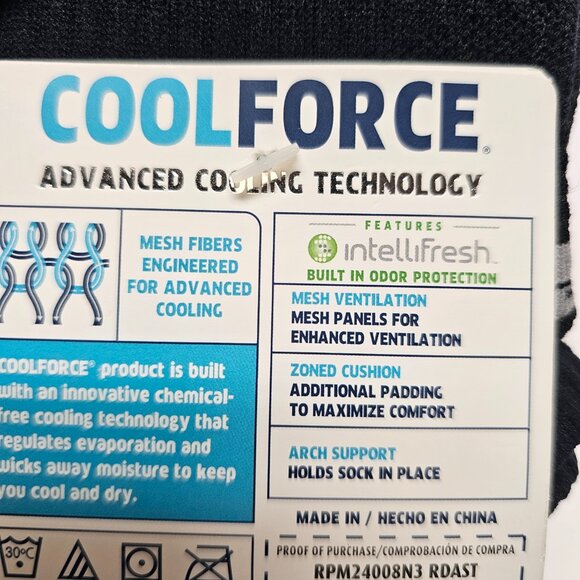 COOLFORCE®
ADVANCED COOLING TECHNOLOGY
MESH FIBERS
ENGINEERED
FOR ADVANCED
COOLING
COOLFORCE® product is built
with an innovative chemical-
free cooling technology that
regulates evaporation and
wicks away moisture to keep
you cool and dry.
30°C
FEATURES
intellifresh™
BUILT IN ODOR PROTECTION
MESH VENTILATION
MESH PANELS FOR
ENHANCED VENTILATION
ZONED CUSHION
ADDITIONAL PADDING
TO MAXIMIZE COMFORT
ARCH SUPPORT
HOLDS SOCK IN PLACE
MADE IN / HECHO EN CHINA
PROOF OF PURCHASE/COMPROBACIÓN DE COMPRA
RPM24008N3 RDAST